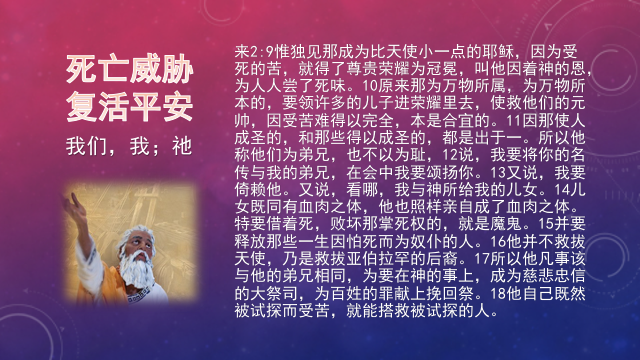 死亡威胁
复活平安
我们，我；祂
来2:9惟独见那成为比天使小一点的耶稣，因为受
死的苦，就得了尊贵荣耀为冠冕，叫他因着神的恩，
为人人尝了死味。10原来那为万物所属，为万物所
本的，要领许多的儿子进荣耀里去，使救他们的元
帅，因受苦难得以完全，本是合宜的。11因那使人
成圣的，和那些得以成圣的，都是出于一。所以他
称他们为弟兄，也不以为耻，12说，我要将你的名
传与我的弟兄，在会中我要颂扬你。13又说，我要
倚赖他。又说，看哪，我与神所给我的儿女。14儿
女既同有血肉之体，他也照样亲自成了血肉之体。
特要借着死，败坏那掌死权的，就是魔鬼。15并要
释放那些一生因怕死而为奴仆的人。16他并不救拔
天使，乃是救拔亚伯拉罕的后裔。17所以他凡事该
与他的弟兄相同，为要在神的事上，成为慈悲忠信
的大祭司，为百姓的罪献上挽回祭。18他自己既然
被试探而受苦，就能搭救被试探的人。